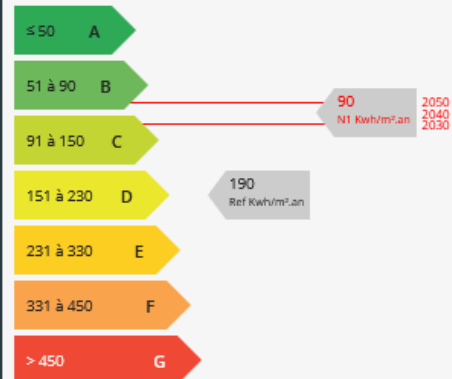 ≤ 50 A
51 à 90 B
90
N1 Kwh/m².an
2050
2040
2030
91 à 150 C
151 à 230 D
190
Ref Kwh/m².an
231 à 330 E
331 à 450 F
> 450 G